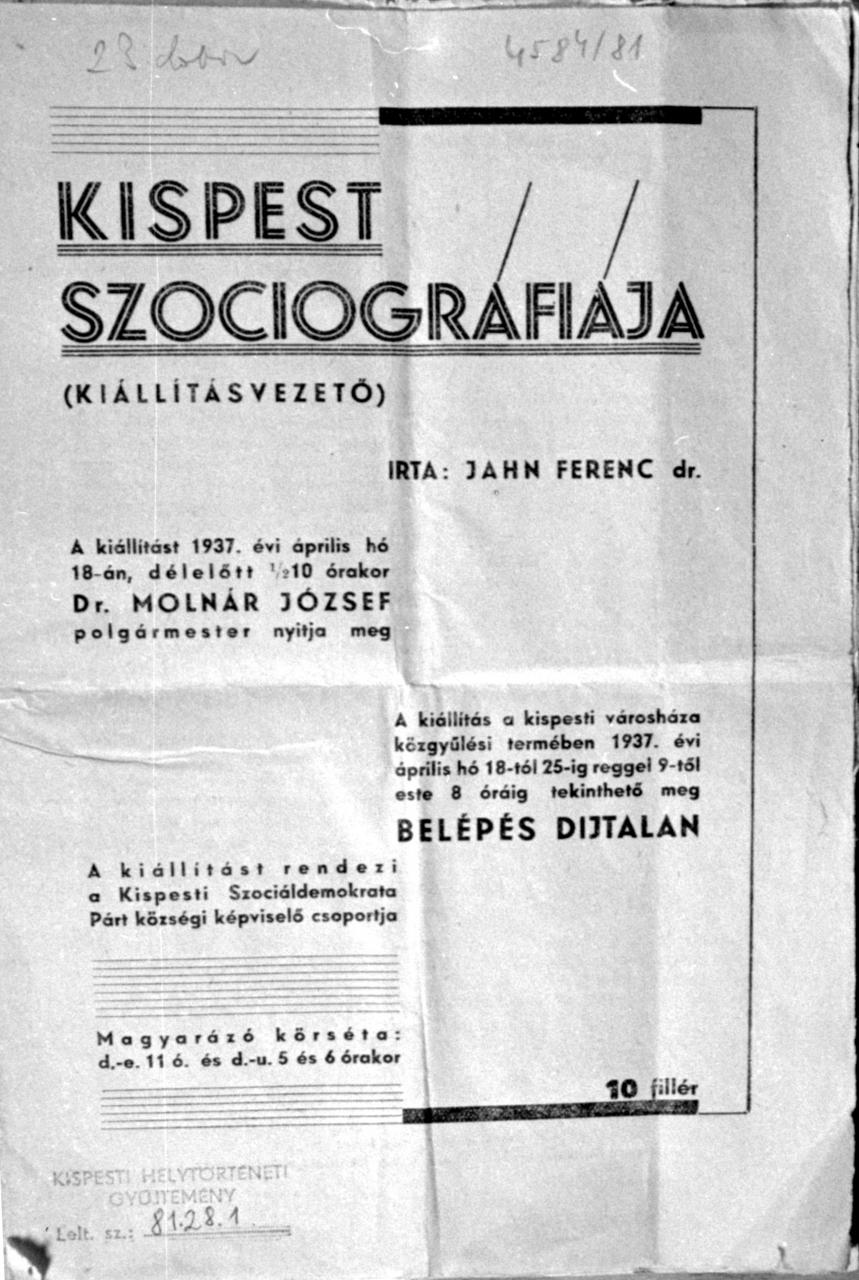 23 darab
4584/81
KISPEST
SZOCIOGRÁFIÁJA
(KIÁLLÍTÁSVEZETŐ)
IRTA: JAHN FERENC dr.
A kiállítást 1937. évi április hó
18-án, délelőtt ½10 órakor
Dr. MOLNÁR JÓZSEF
polgármester nyitja meg
A kiállítás a kispesti városháza
közgyűlési termében 1937. évi
április hó 18-tól 25-ig reggel 9-től
este 8 óráig tekinthető meg
BELÉPÉS DIJTALAN
A kiállítást rendezi
a Kispesti Szociáldemokrata
Párt községi képviselő csoportja
Magyarázó körséta:
d.-e. 11 ó. és d.-u. 5 és 6 órakor
10 fillér
KISPESTI HELYTÖRTÉNETI
GYŰJTEMÉNY
Lelt. sz.: 81.28.1